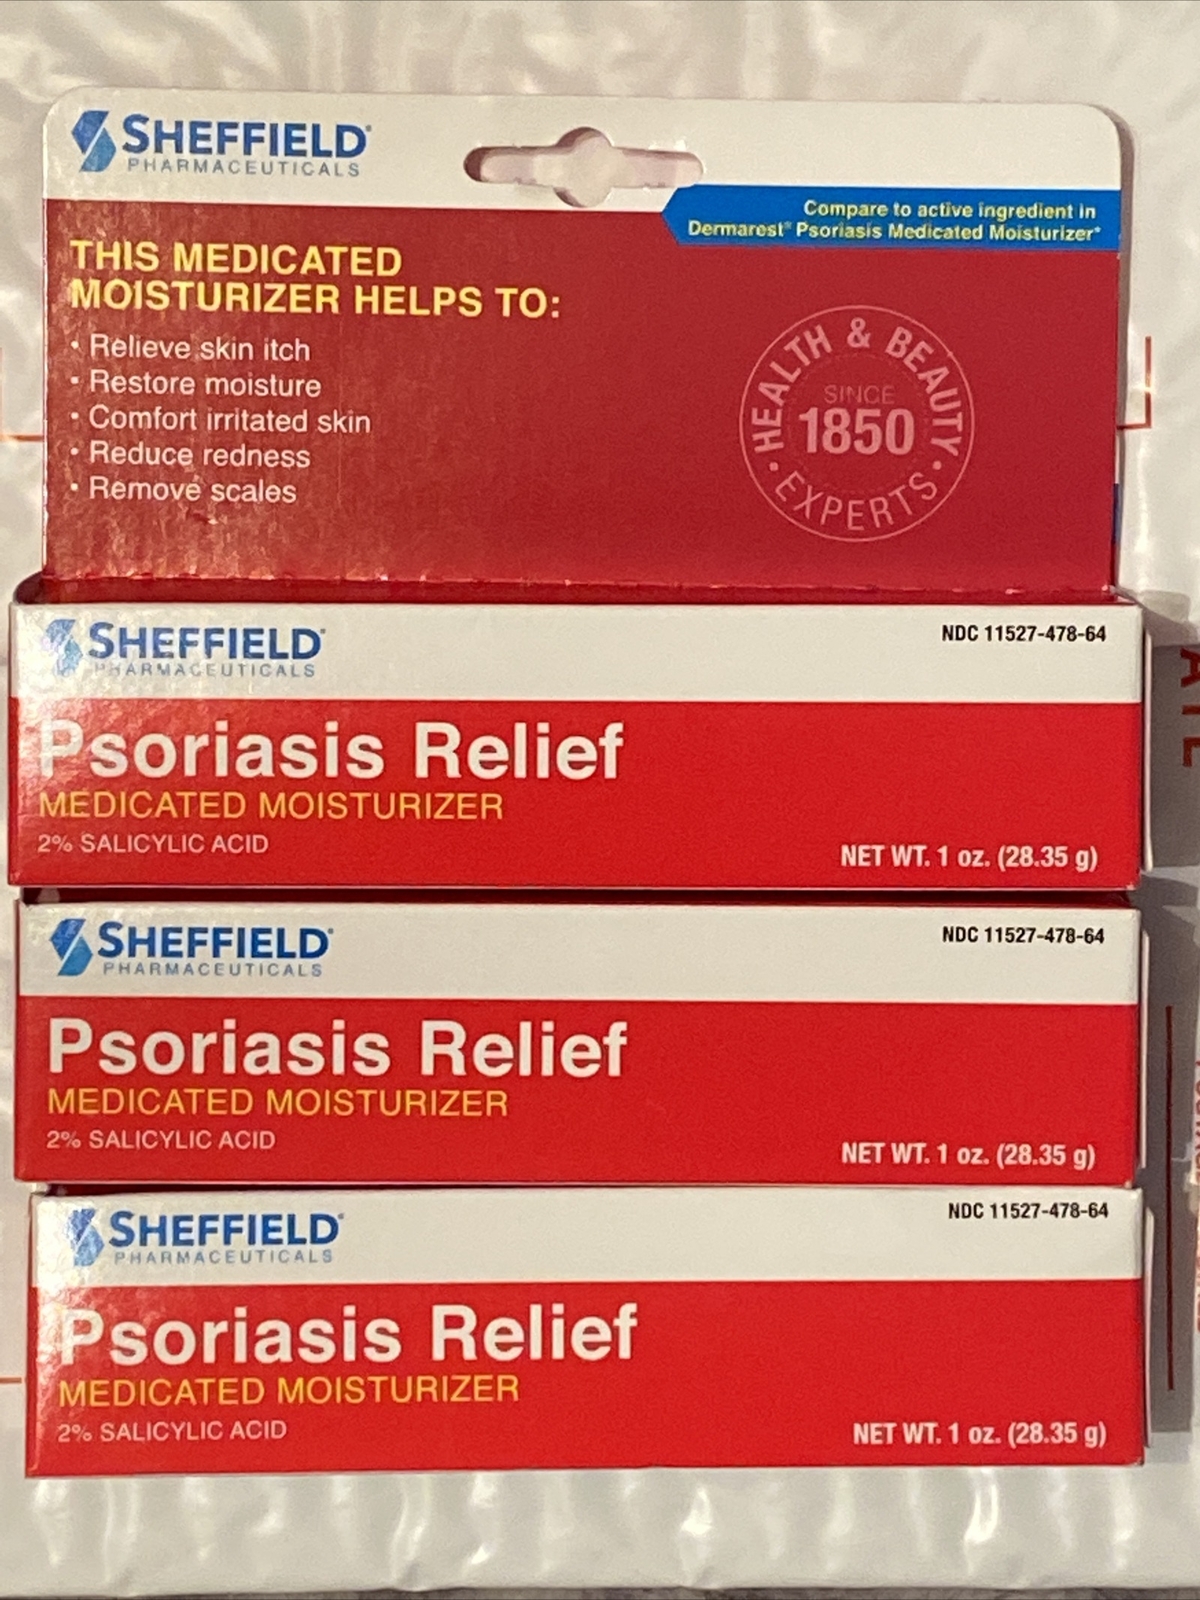 SHEFFIELD®
PHARMACEUTICALS
Compare to active ingredient in
Dermarest® Psoriasis Medicated Moisturizer*
THIS MEDICATED
MOISTURIZER HELPS TO:
• Relieve skin itch
• Restore moisture
• Comfort irritated skin
• Reduce redness
• Remove scales
HEALTH & BEAUTY
SINCE
1850
• EXPERTS •
SHEFFIELD®
PHARMACEUTICALS
NDC 11527-478-64
Psoriasis Relief
MEDICATED MOISTURIZER
2% SALICYLIC ACID
NET WT. 1 oz. (28.35 g)
SHEFFIELD®
PHARMACEUTICALS
NDC 11527-478-64
Psoriasis Relief
MEDICATED MOISTURIZER
2% SALICYLIC ACID
NET WT. 1 oz. (28.35 g)
SHEFFIELD®
PHARMACEUTICALS
NDC 11527-478-64
Psoriasis Relief
MEDICATED MOISTURIZER
2% SALICYLIC ACID
NET WT. 1 oz. (28.35 g)